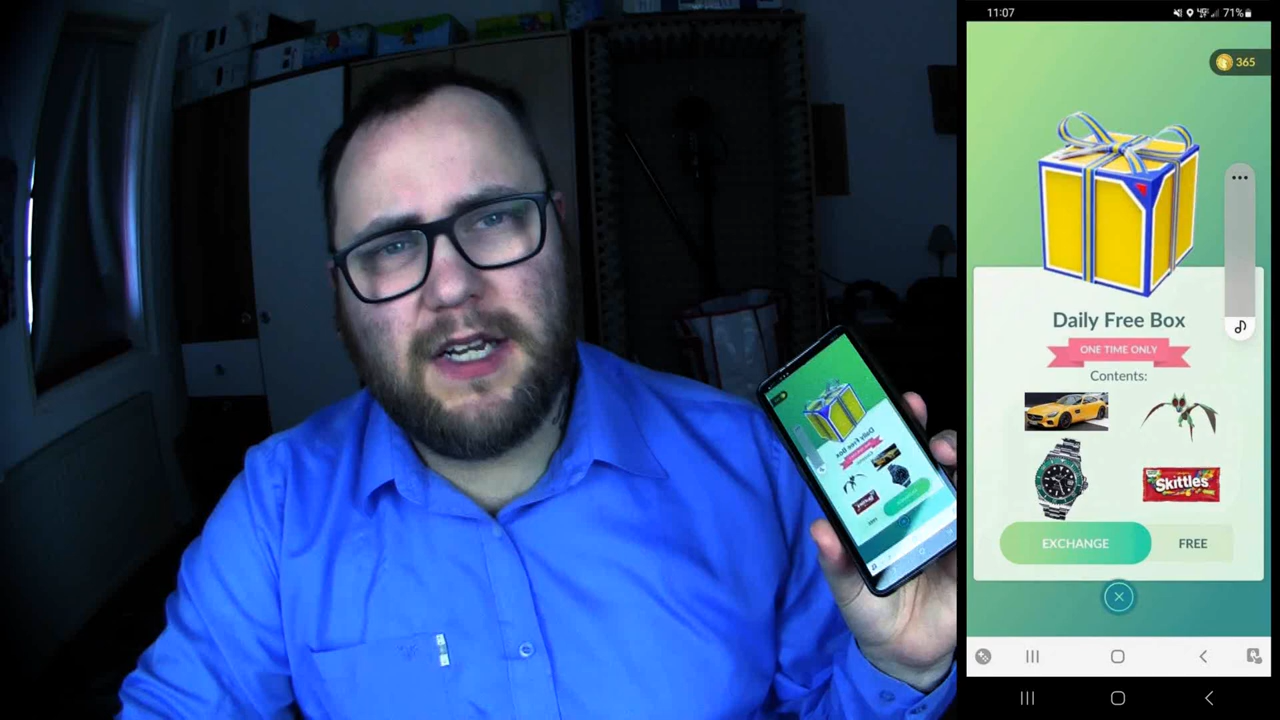 11:07
71%
365
Daily Free Box
ONE TIME ONLY
Contents:
Skittles
EXCHANGE
FREE